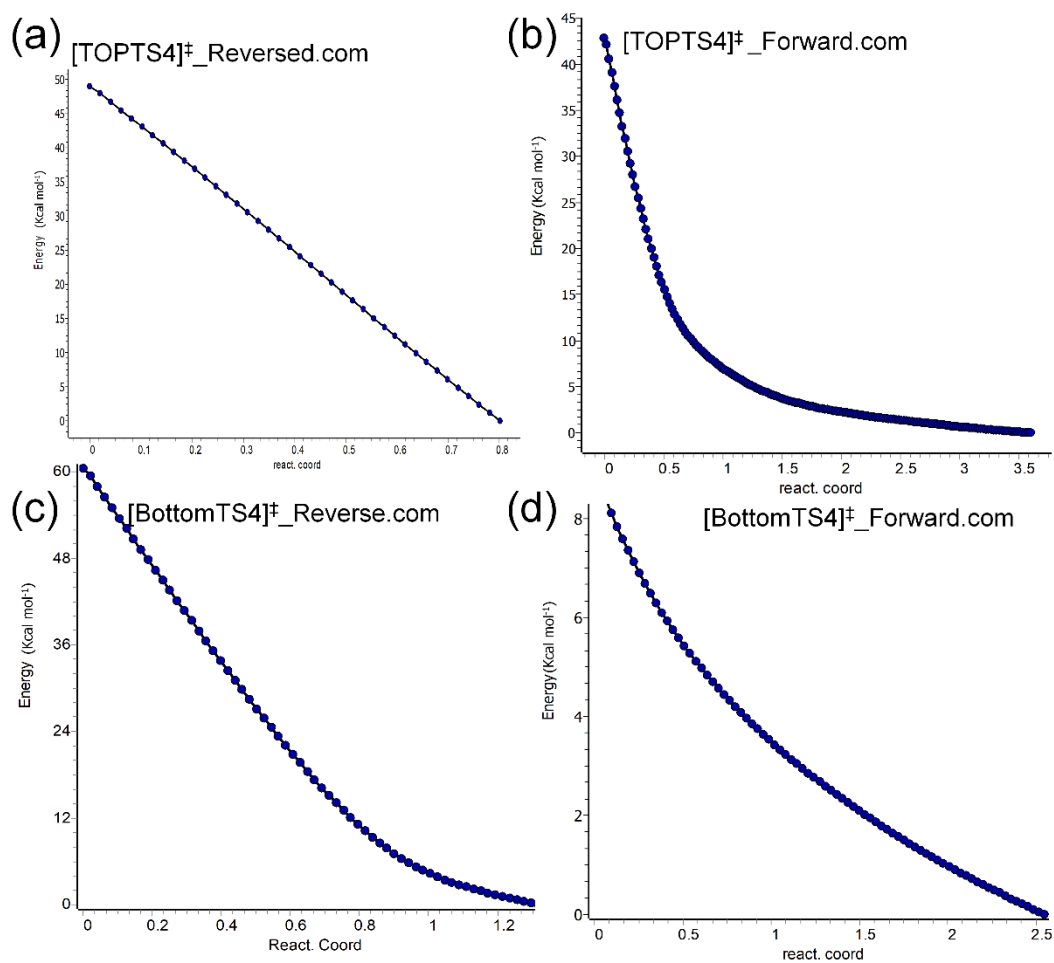 (a)
[TOPTS4]‡_Reversed.com
50
45
40
35
30
25
20
15
10
5
0
Energy (Kcal mol⁻¹)
0 0.1 0.2 0.3 0.4 0.5 0.6 0.7 0.8
react. coord
(b)
[TOPTS4]‡_Forward.com
45
40
35
30
25
20
15
10
5
0
Energy (Kcal mol⁻¹)
0 0.5 1 1.5 2 2.5 3 3.5
react. coord
(c)
[BottomTS4]‡_Reverse.com
60
48
36
24
12
0
Energy (Kcal mol⁻¹)
0 0.2 0.4 0.6 0.8 1 1.2
React. Coord
(d)
[BottomTS4]‡_Forward.com
8
6
4
2
0
Energy (Kcal mol⁻¹)
0 0.5 1 1.5 2 2.5
react. coord